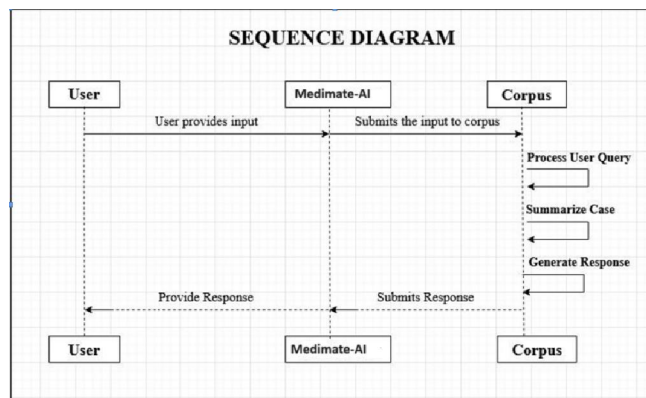 SEQUENCE DIAGRAM
User
Medimate-AI
Corpus
User provides input
Submits the input to corpus
Process User Query
Summarize Case
Generate Response
Provide Response
Submits Response
User
Medimate-AI
Corpus